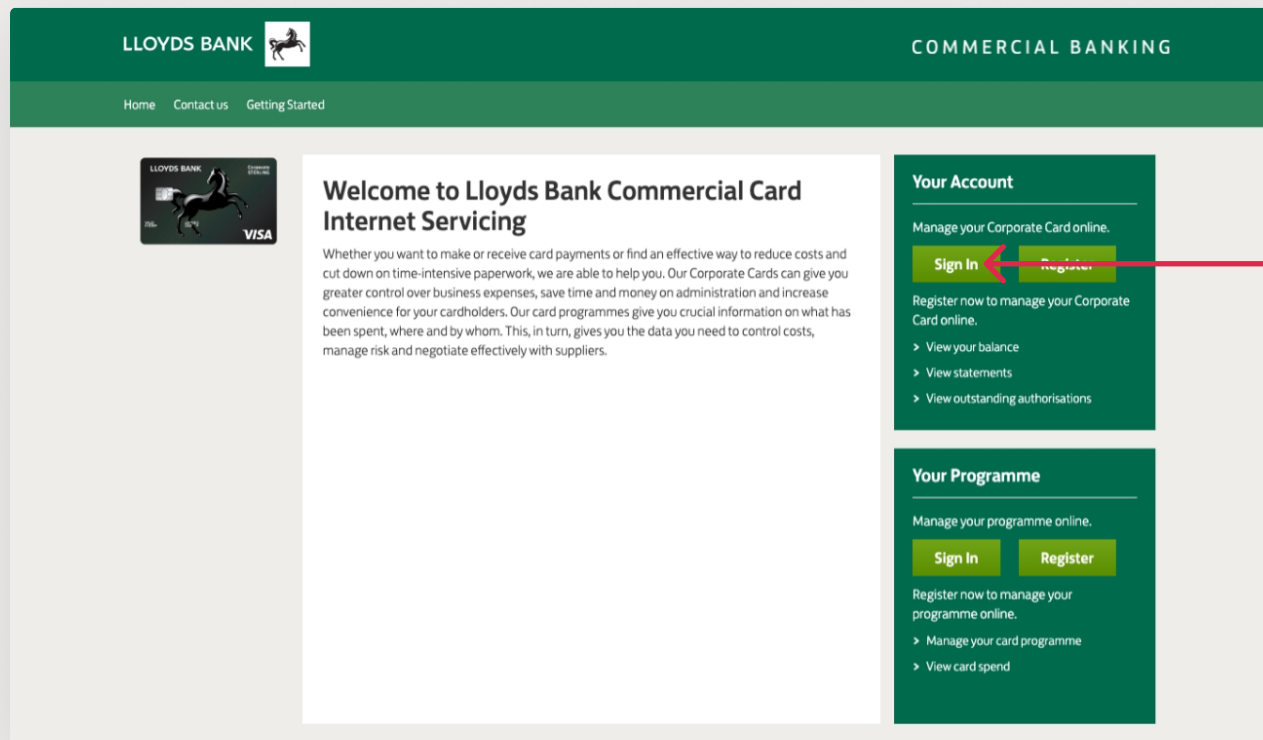 LLOYDS BANK
COMMERCIAL BANKING
Home Contact us Getting Started
LLOYDS BANK
VISA
Welcome to Lloyds Bank Commercial Card
Internet Servicing
Whether you want to make or receive card payments or find an effective way to reduce costs and
cut down on time-intensive paperwork, we are able to help you. Our Corporate Cards can give you
greater control over business expenses, save time and money on administration and increase
convenience for your cardholders. Our card programmes give you crucial information on what has
been spent, where and by whom. This, in turn, gives you the data you need to control costs,
manage risk and negotiate effectively with suppliers.
Your Account
Manage your Corporate Card online.
Sign In Register
Register now to manage your Corporate
Card online.
> View your balance
> View statements
> View outstanding authorisations
Your Programme
Manage your programme online.
Sign In Register
Register now to manage your
programme online.
> Manage your card programme
> View card spend